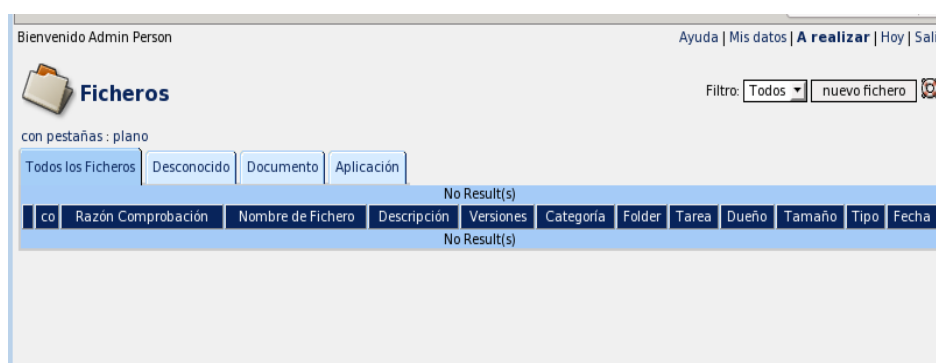 Bienvenido Admin Person
Ayuda | Mis datos | A realizar | Hoy | Sali
Ficheros
Filtro: Todos nuevo fichero
con pestañas : plano
Todos los Ficheros Desconocido Documento Aplicación
No Result(s)
co Razón Comprobación Nombre de Fichero Descripción Versiones Categoría Folder Tarea Dueño Tamaño Tipo Fecha
No Result(s)